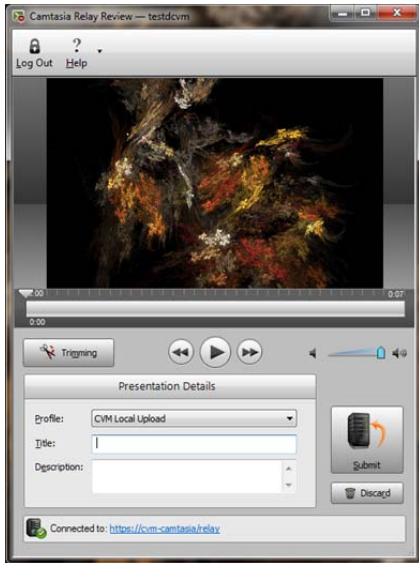 Camtasia Relay Review — testdcvm
Log Out Help
0:00 0:07
0:00
Trimming
Presentation Details
Profile: CVM Local Upload
Title:
Description:
Submit
Discard
Connected to: https://cvm-camtasia/relay